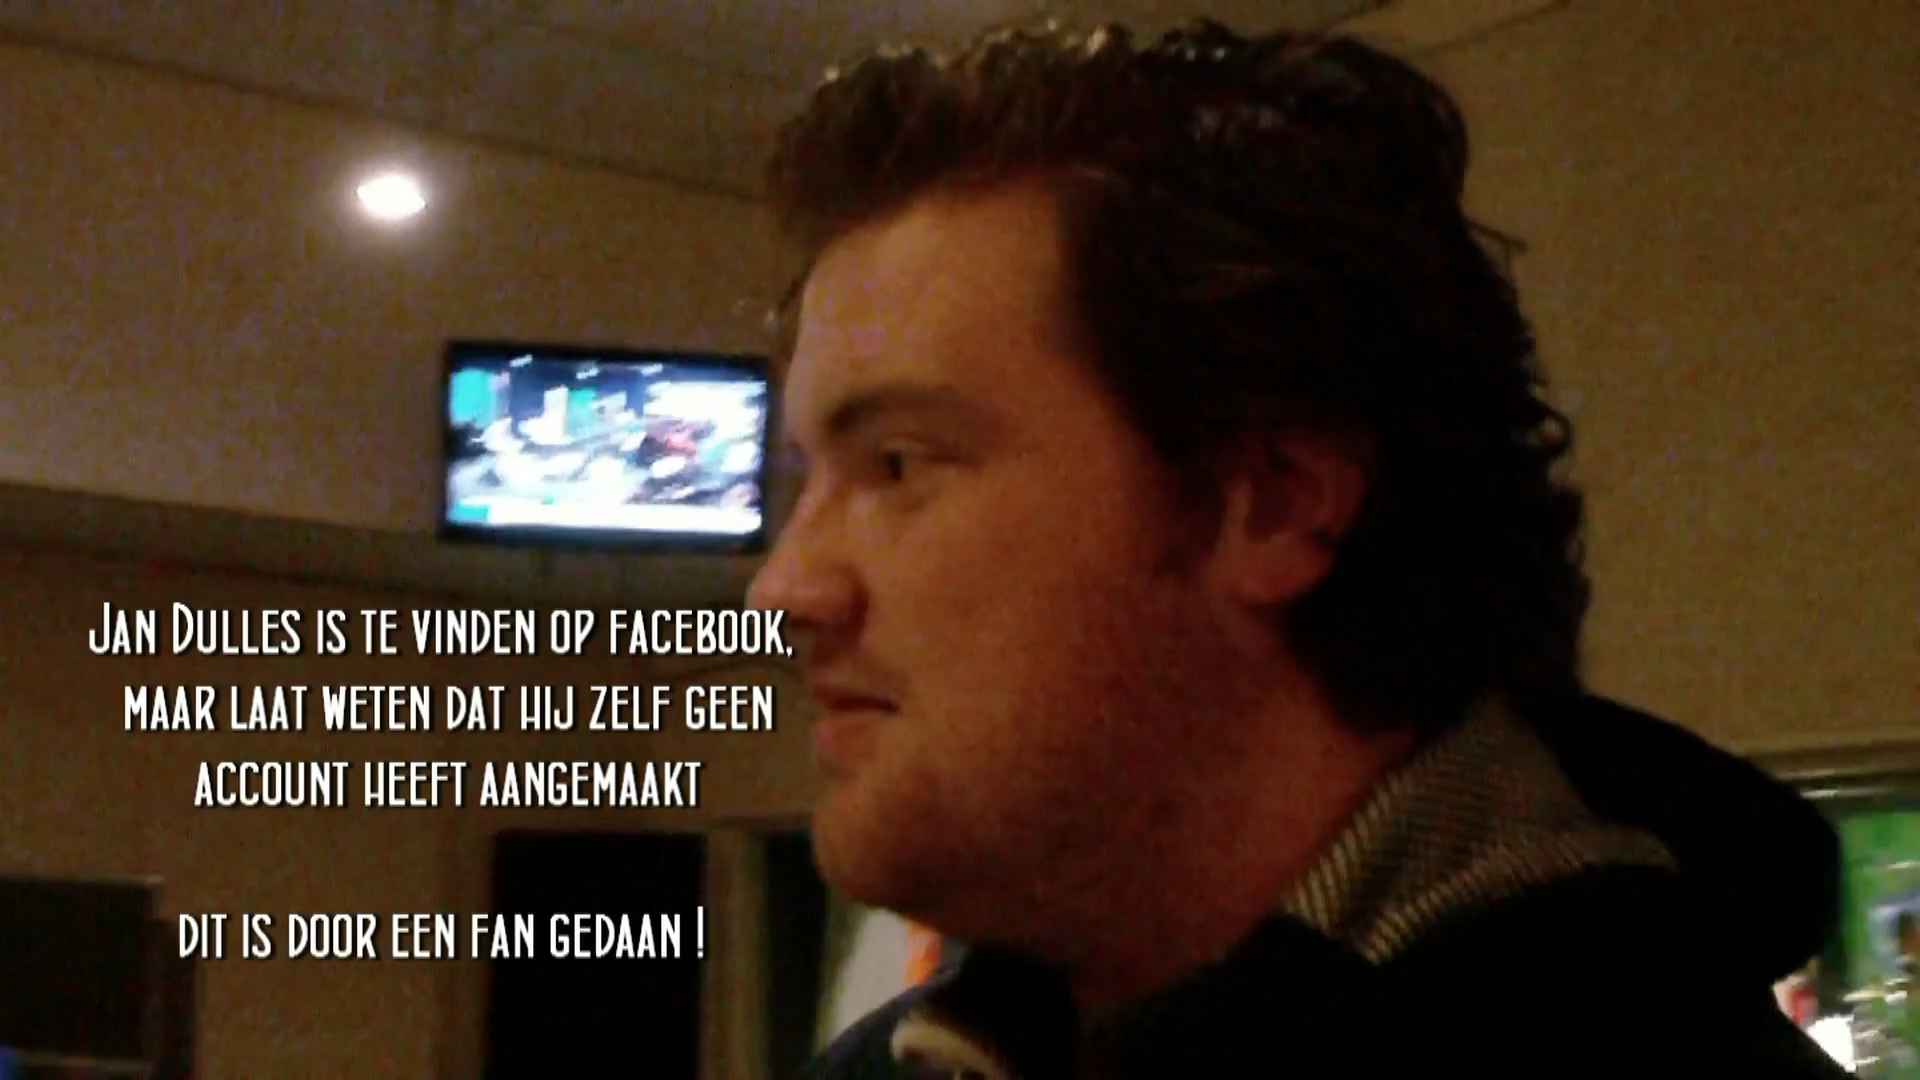 Jan Dulles is te vinden op facebook,
maar laat weten dat hij zelf geen
account heeft aangemaakt
dit is door een fan gedaan !